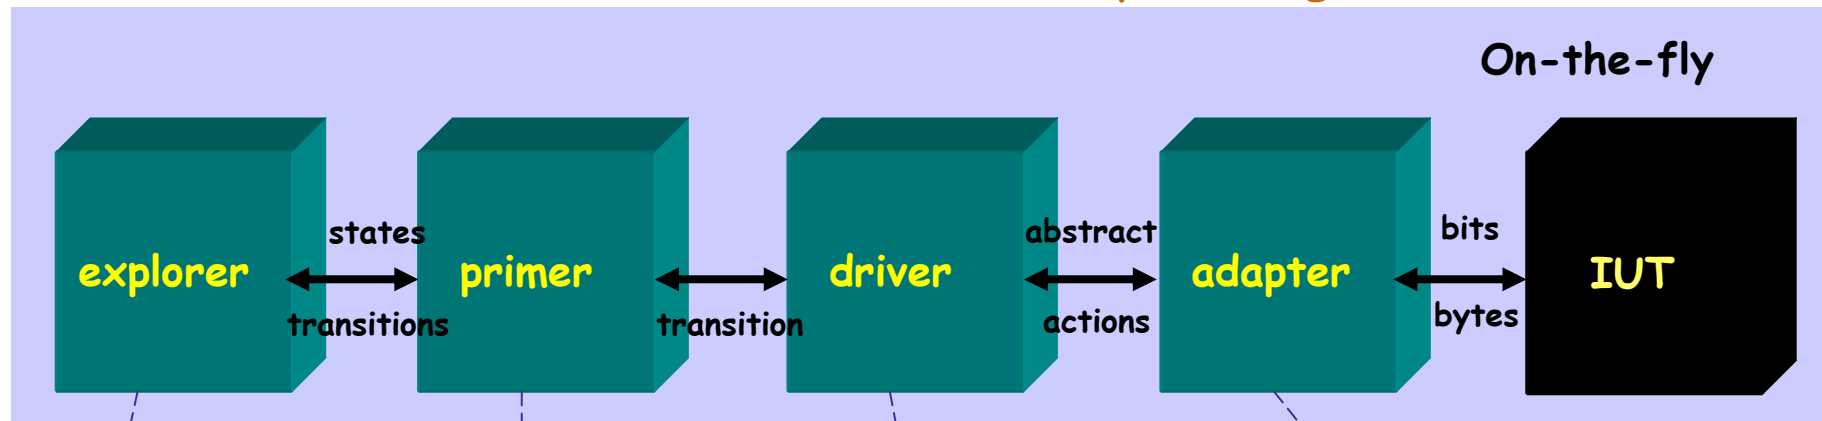 On-the-fly
explorer
states
transitions
primer
transition
driver
abstract
actions
adapter
bits
bytes
IUT